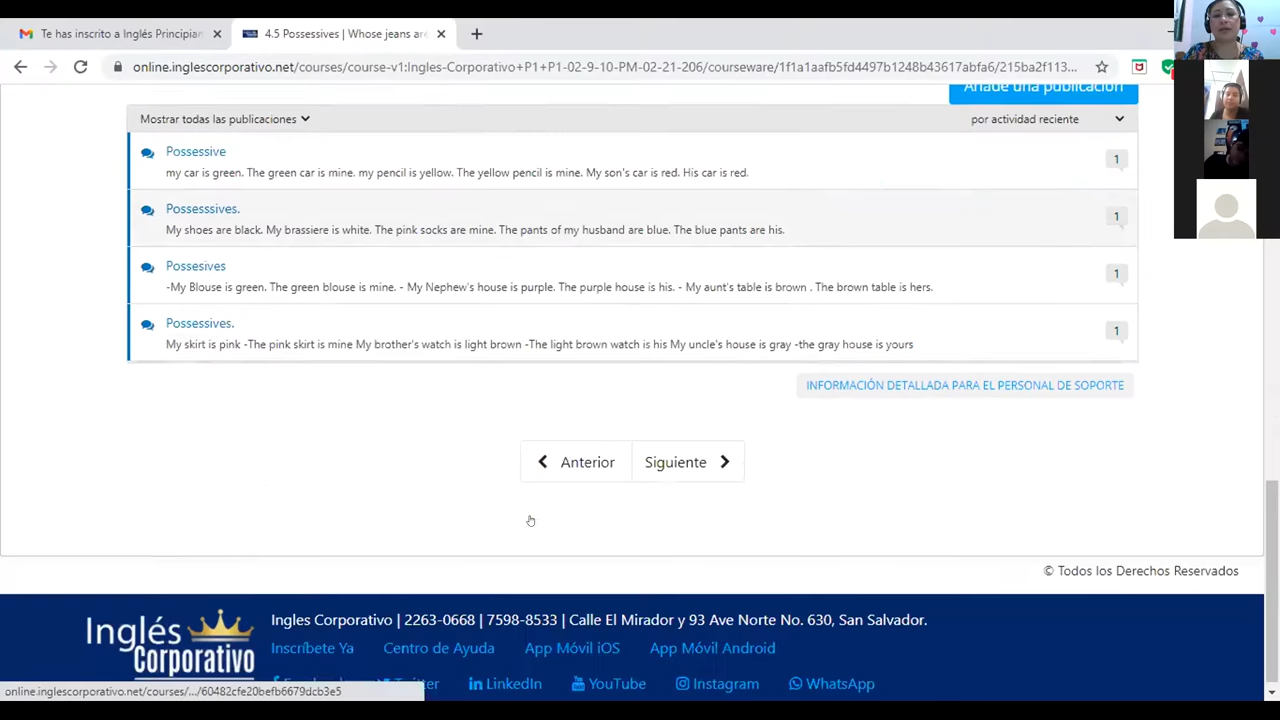 Te has inscrito a Inglés Principian
4.5 Possessives | Whose jeans are
online.inglescorporativo.net/courses/course-v1:Ingles-Corporativo+P1+P1-02-9-10-PM-02-21-206/courseware/1f1a1aafb5fd4497b1248b43617abfa6/215ba2f113...
Añade una publicación
Mostrar todas las publicaciones
por actividad reciente
Possessive
1
my car is green. The green car is mine. my pencil is yellow. The yellow pencil is mine. My son's car is red. His car is red.
Possesssives.
1
My shoes are black. My brassiere is white. The pink socks are mine. The pants of my husband are blue. The blue pants are his.
Possesives
1
-My Blouse is green. The green blouse is mine. - My Nephew's house is purple. The purple house is his. - My aunt's table is brown . The brown table is hers.
Possessives.
1
My skirt is pink -The pink skirt is mine My brother's watch is light brown -The light brown watch is his My uncle's house is gray -the gray house is yours
INFORMACIÓN DETALLADA PARA EL PERSONAL DE SOPORTE
Anterior
Siguiente
© Todos los Derechos Reservados
Inglés Corporativo
Ingles Corporativo | 2263-0668 | 7598-8533 | Calle El Mirador y 93 Ave Norte No. 630, San Salvador.
Inscríbete Ya Centro de Ayuda App Móvil iOS App Móvil Android
LinkedIn YouTube Instagram WhatsApp
online.inglescorporativo.net/courses/.../60482cfe20befb6679dcb3e5